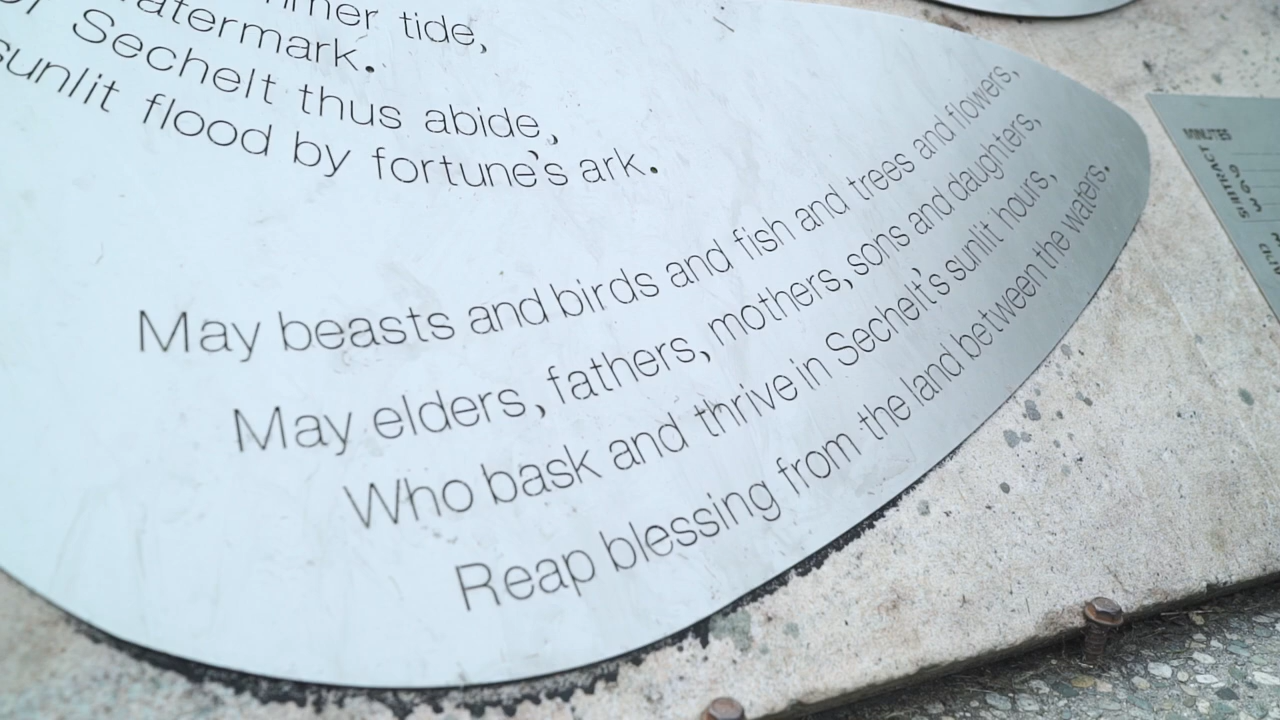 tide,
watermark.
Sechelt thus abide,
sunlit flood by fortune's ark.
May beasts and birds and fish and trees and flowers,
May elders, fathers, mothers, sons and daughters,
Who bask and thrive in Sechelt's sunlit hours,
Reap blessing from the land between the waters.
MINUTES
SUBTRACT